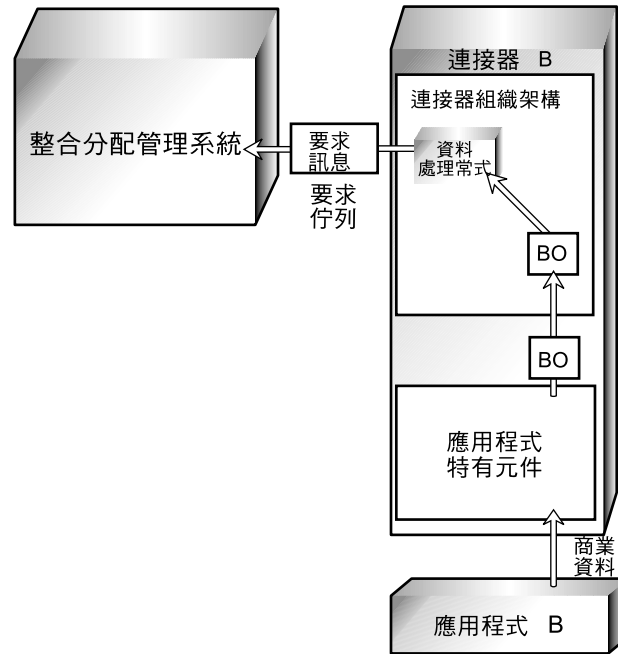 連接器 B
連接器組織架構
整合分配管理系統
要求
訊息
資料
處理常式
要求
佇列
BO
BO
應用程式
特有元件
商業
資料
應用程式 B